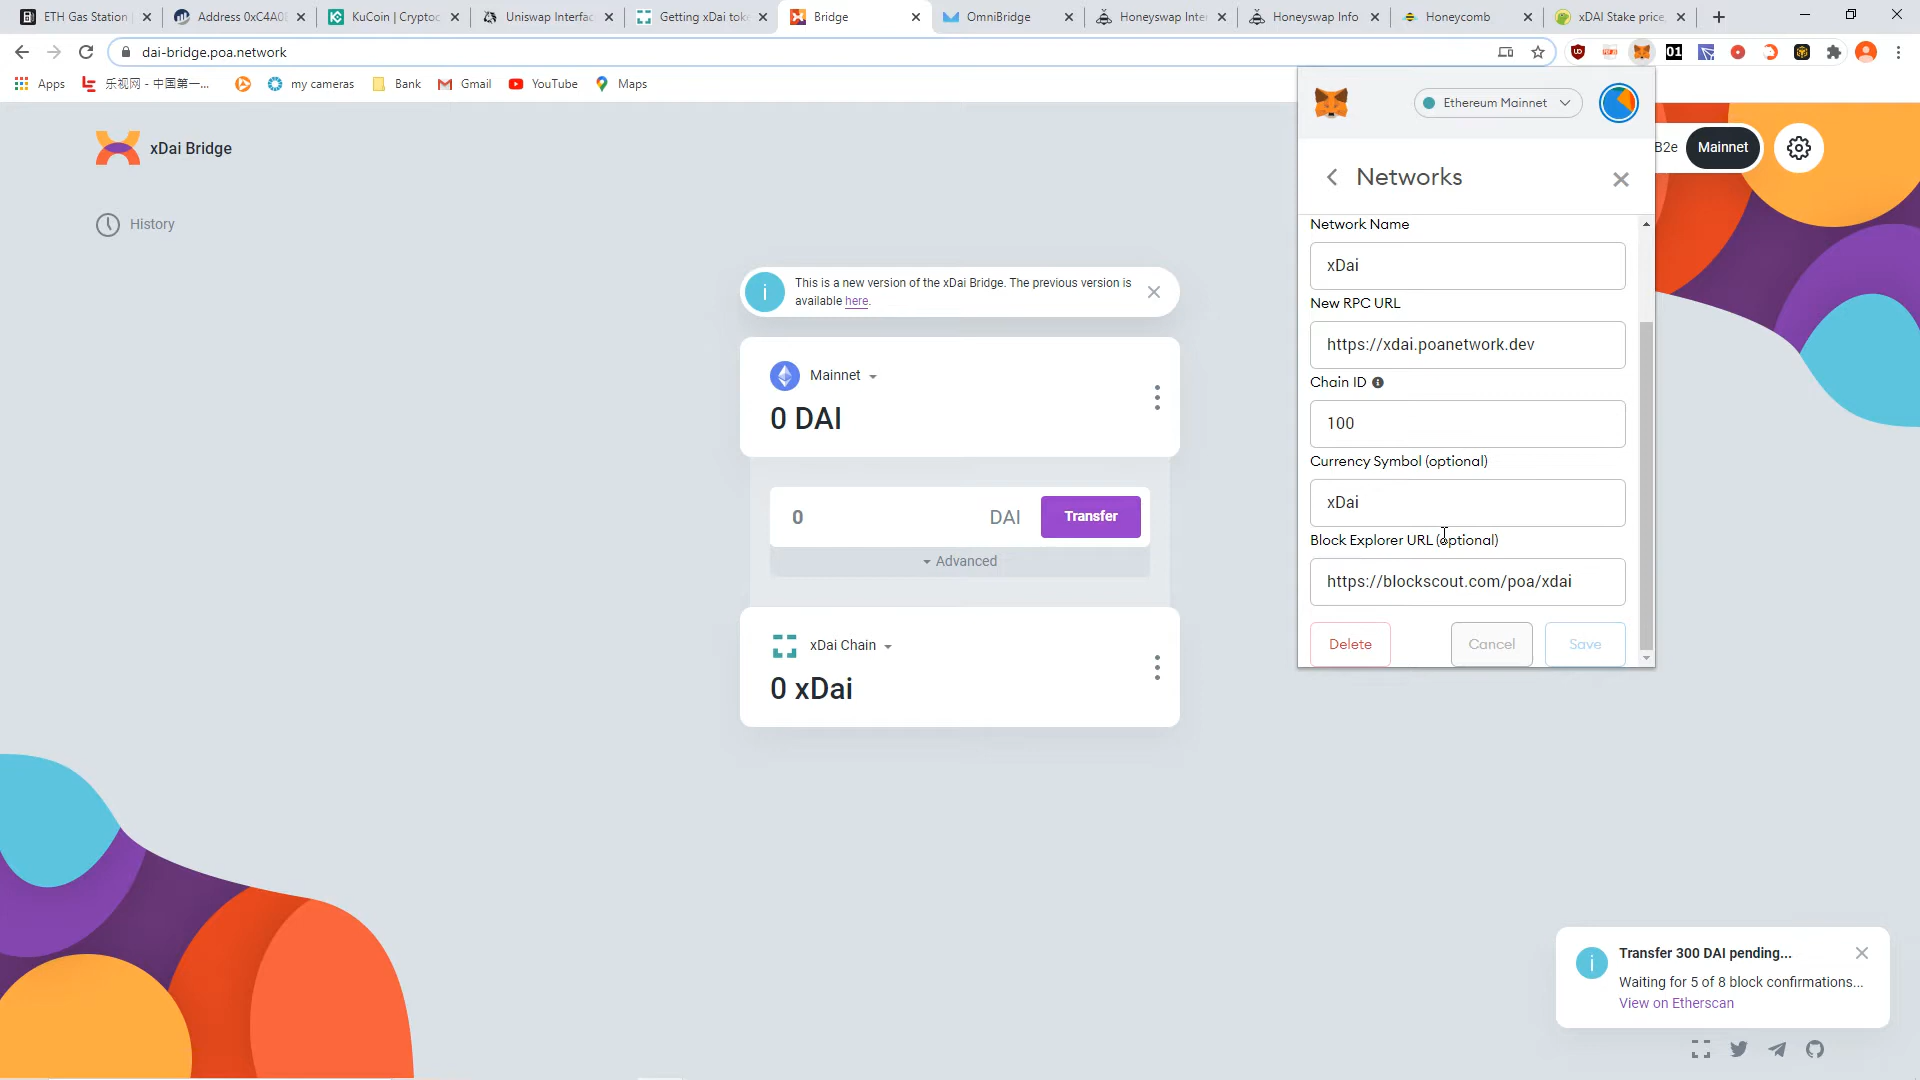 ETH Gas Station
Address 0xC4A0
KuCoin | Cryptoc
Uniswap Interfac
Getting xDai tok
Bridge
OmniBridge
Honeyswap Inte
Honeyswap Info
Honeycomb
xDAI Stake price
dai-bridge.poa.network
Apps
乐视网 - 中国第一...
my cameras
Bank
Gmail
YouTube
Maps
xDai Bridge
History
This is a new version of the xDai Bridge. The previous version is
available here.
Mainnet
0 DAI
0 DAI Transfer
Advanced
xDai Chain
0 xDai
Ethereum Mainnet
B2e Mainnet
Networks
Network Name
xDai
New RPC URL
https://xdai.poanetwork.dev
Chain ID
100
Currency Symbol (optional)
xDai
Block Explorer URL (optional)
https://blockscout.com/poa/xdai
Delete Cancel Save
Transfer 300 DAI pending...
Waiting for 5 of 8 block confirmations...
View on Etherscan